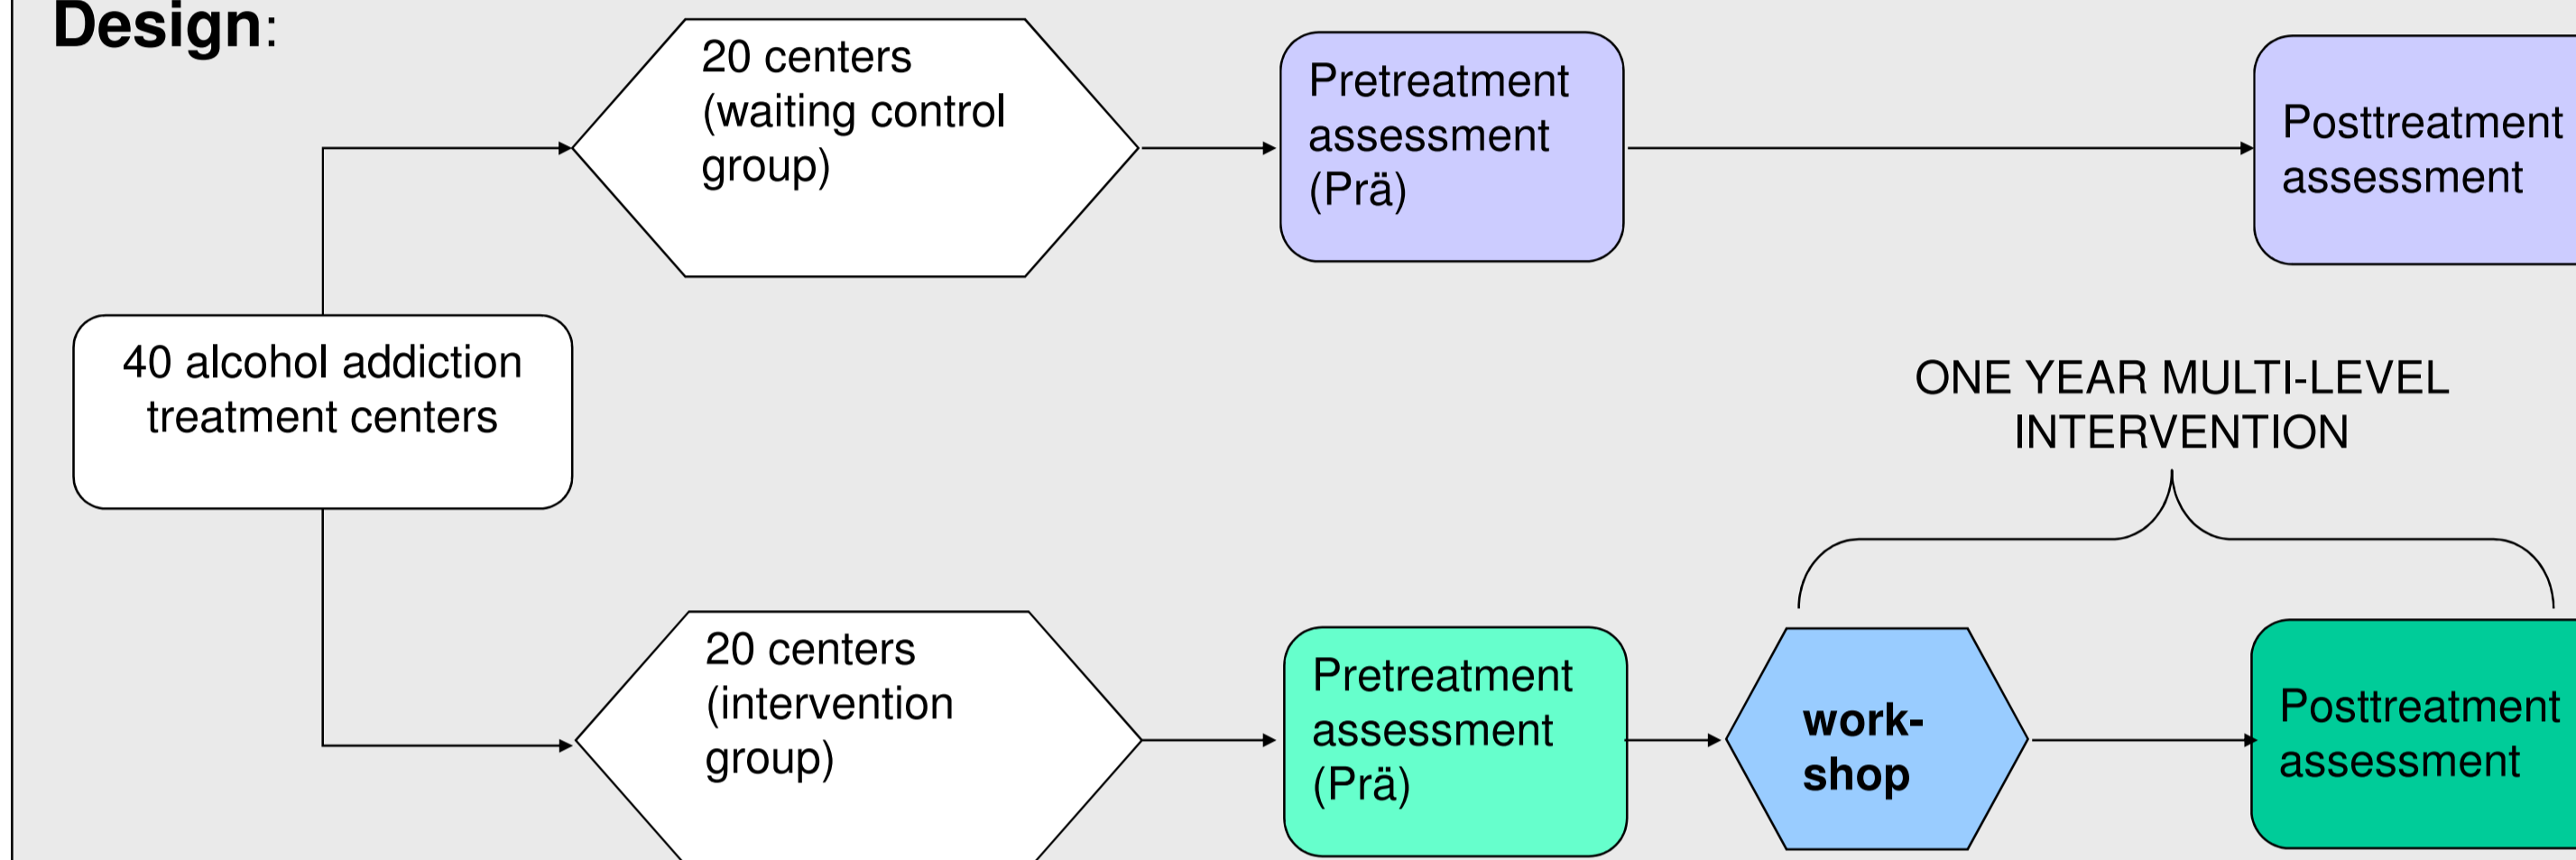 Design:
20 centers
(waiting control
group)
Pretreatment
assessment
(Prä)
Posttreatment
assessment
40 alcohol addiction
treatment centers
ONE YEAR MULTI-LEVEL
INTERVENTION
20 centers
(intervention
group)
Pretreatment
assessment
(Prä)
work-
shop
Posttreatment
assessment